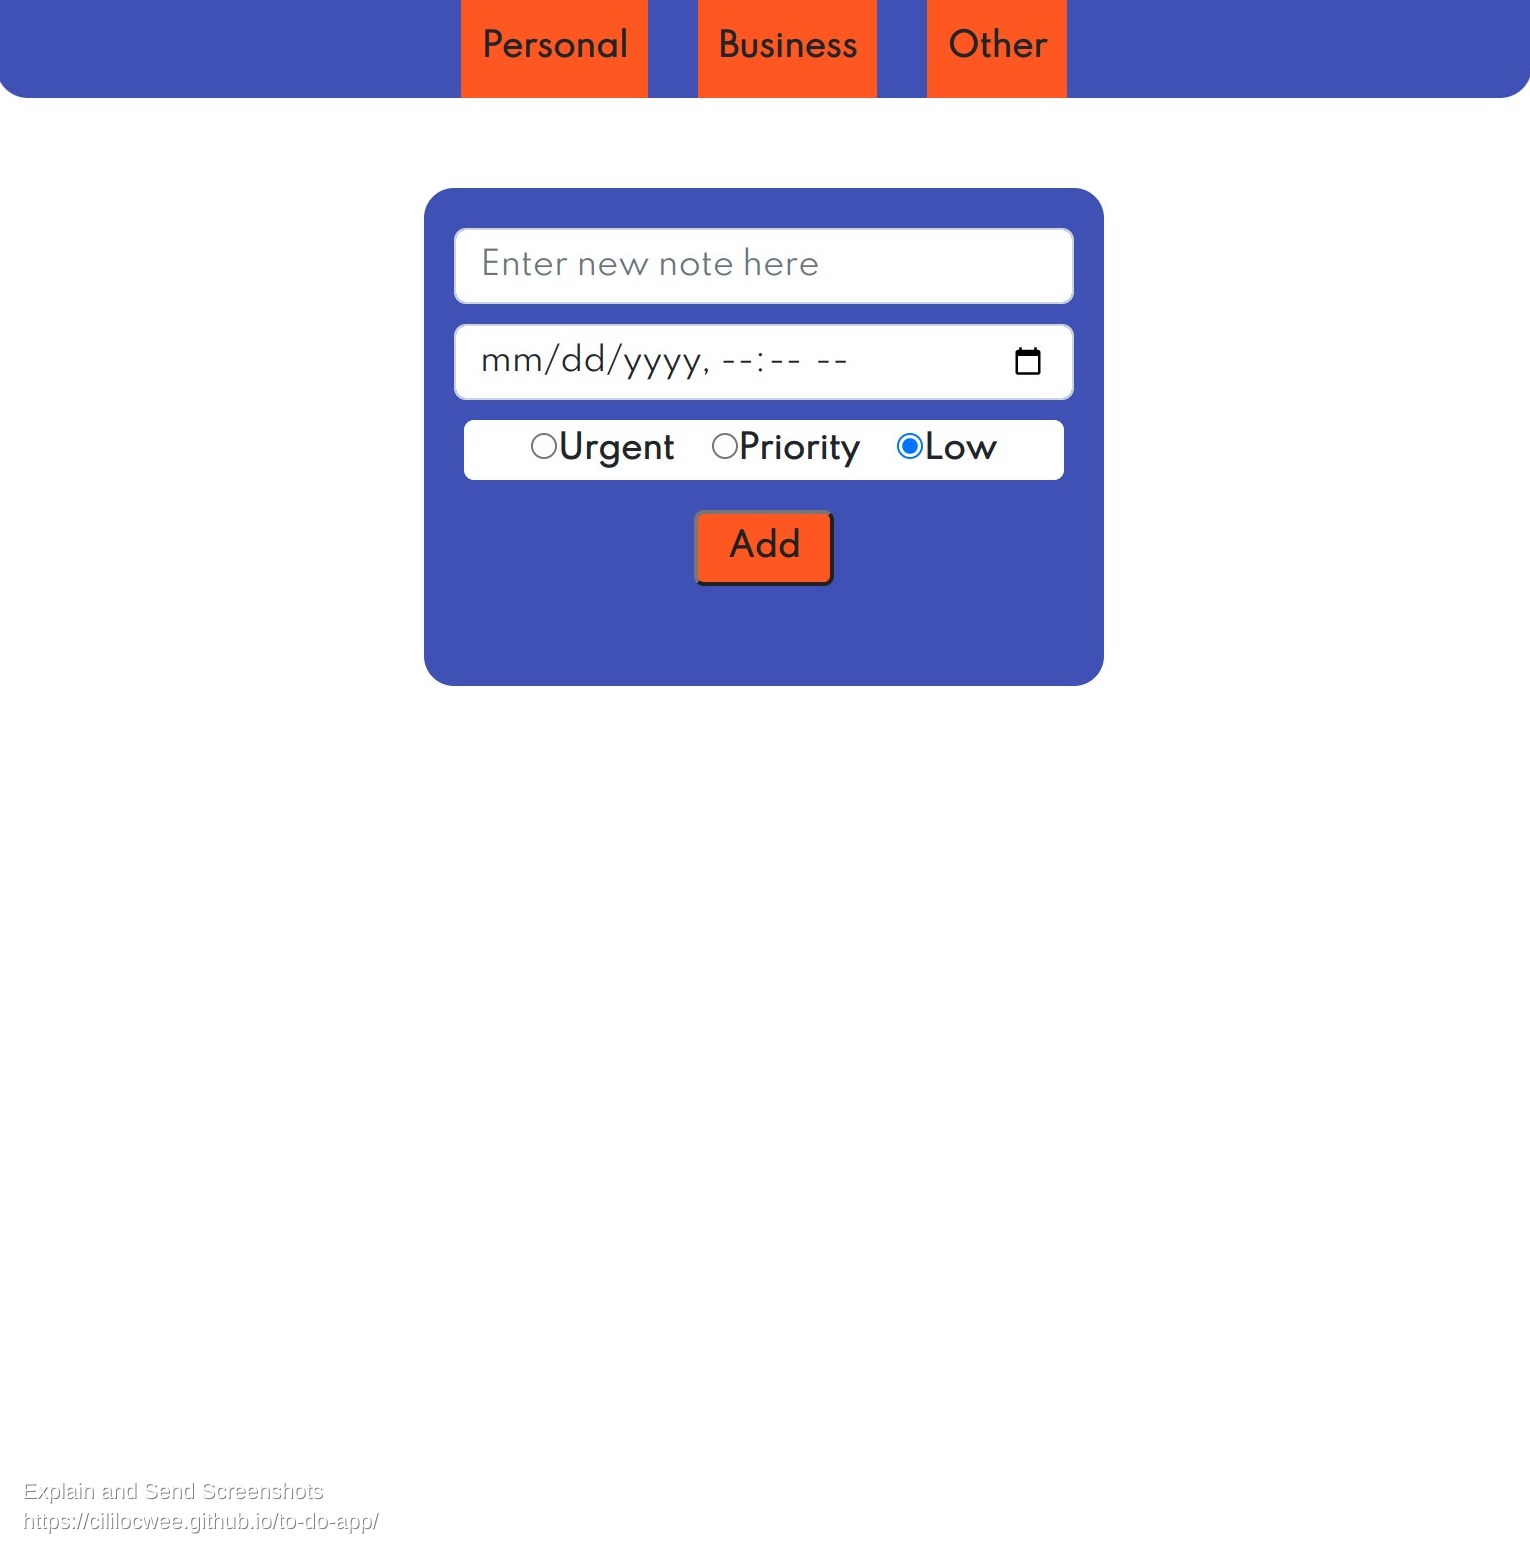 Personal Business Other
Enter new note here
mm/dd/yyyy, --:-- --
Urgent Priority Low
Add
Explain and Send Screenshots
https://cililocwee.github.io/to-do-app/